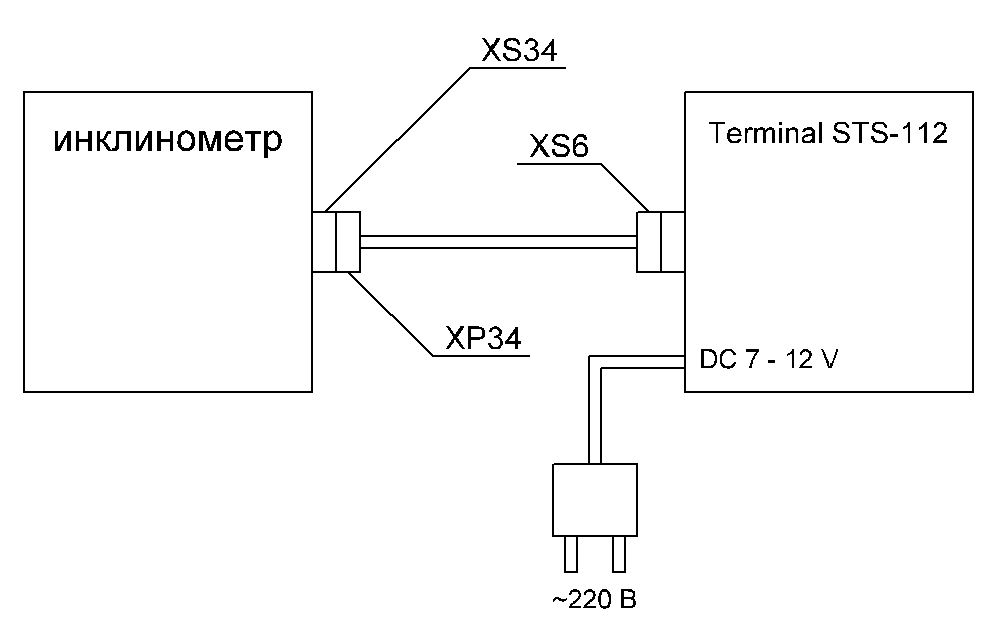 XS34
инклинометр
XS6
Terminal STS-112
XP34
DC 7 - 12 V
~220 В